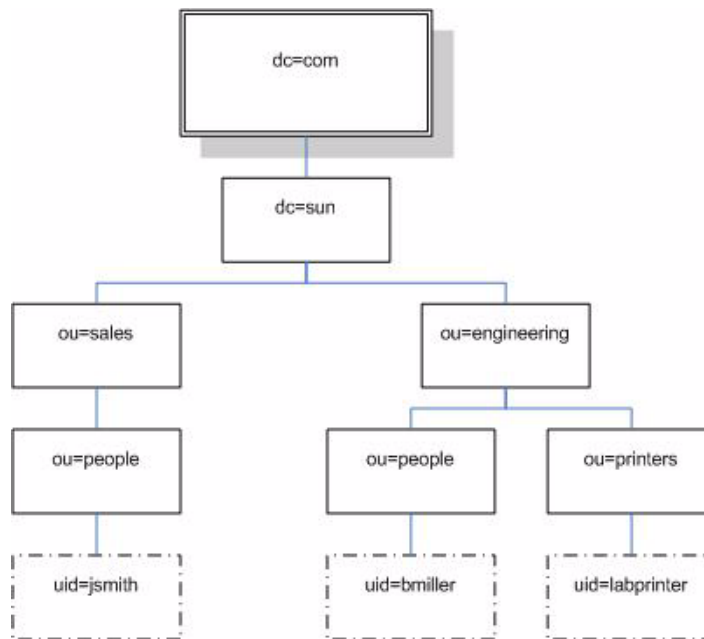 dc=com
dc=sun
ou=sales
ou=engineering
ou=people
ou=people
ou=printers
uid=jsmith
uid=bmiller
uid=labprinter